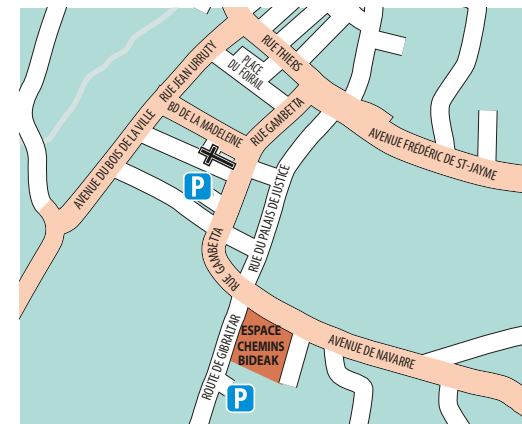 RUE THIERS
PLACE
DU FOIRAIL
RUE JEAN URRUTY
BD DE LA MADELEINE
RUE GAMBETTA
AVENUE FRÉDÉRIC DE ST-JAYME
AVENUE DU BOIS DE LA VILLE
P
RUE DU PALAIS DE JUSTICE
RUE GAMBETTA
ESPACE
CHEMINS
BIDEAK
AVENUE DE NAVARRE
ROUTE DE GIBRALTAR
P